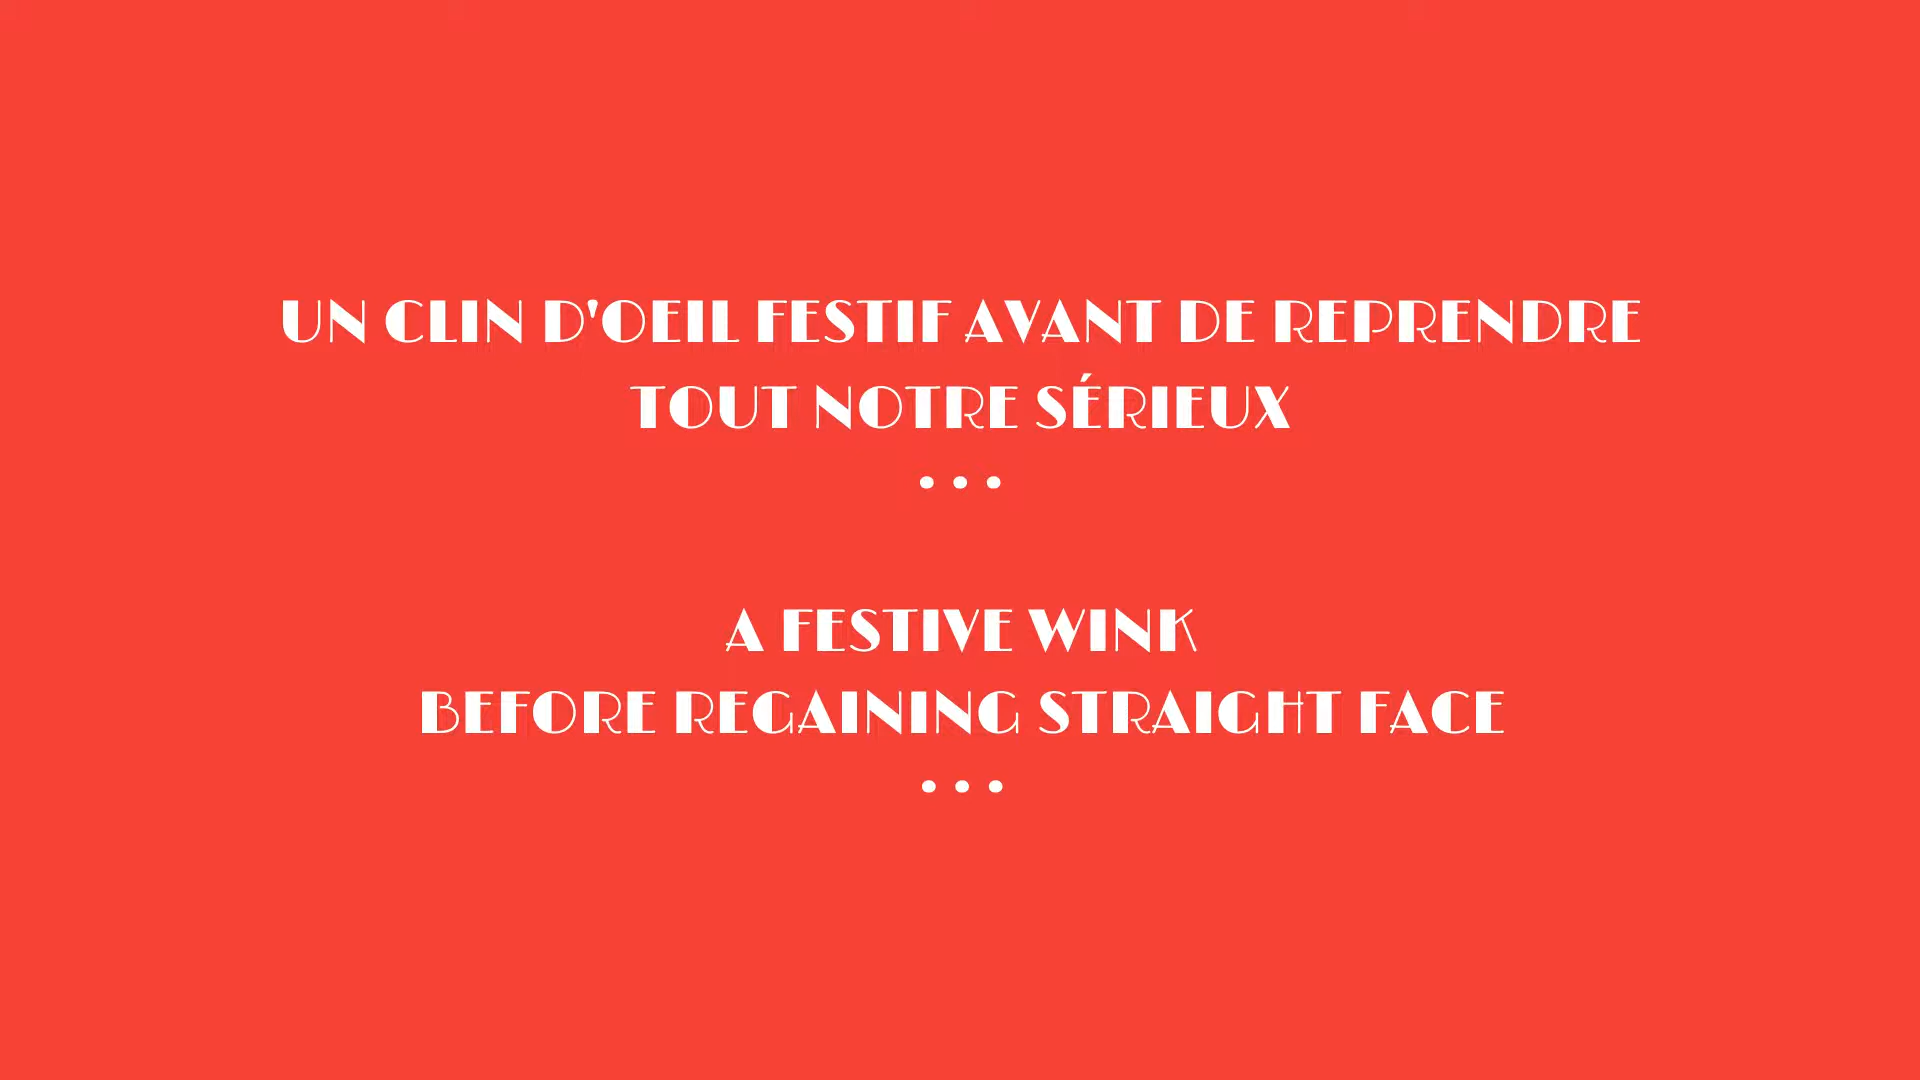 UN CLIN D'OEIL FESTIF AVANT DE REPRENDRE
TOUT NOTRE SÉRIEUX
...
A FESTIVE WINK
BEFORE REGAINING STRAIGHT FACE
...